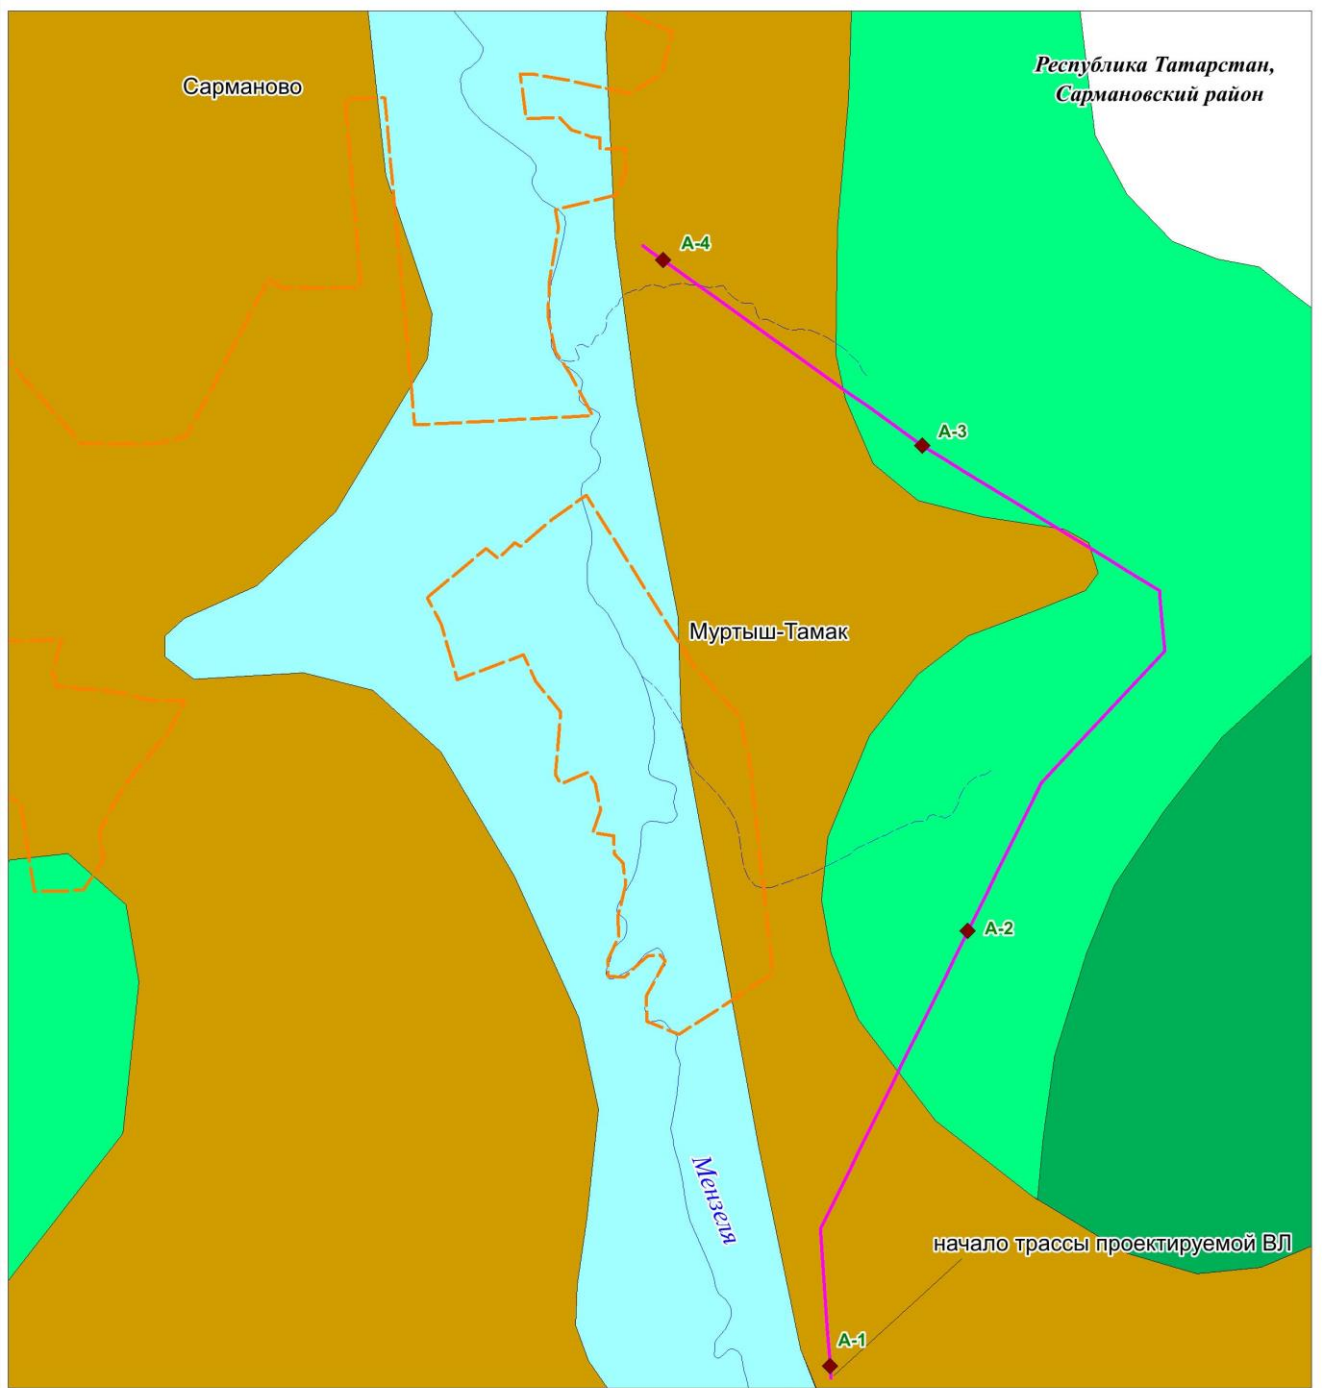 Республика Татарстан,
Сармановский район
Сарманово
А-4
А-3
Муртыш-Тамак
А-2
Мензеля
начало трассы проектируемой ВЛ
А-1